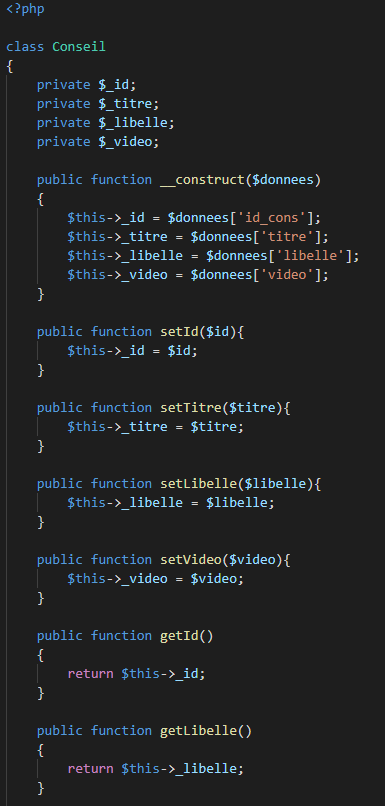 <?php
class Conseil
{
    private $_id;
    private $_titre;
    private $_libelle;
    private $_video;
    public function __construct($donnees)
    {
        $this->_id = $donnees['id_cons'];
        $this->_titre = $donnees['titre'];
        $this->_libelle = $donnees['libelle'];
        $this->_video = $donnees['video'];
    }
    public function setId($id){
        $this->_id = $id;
    }
    public function setTitre($titre){
        $this->_titre = $titre;
    }
    public function setLibelle($libelle){
        $this->_libelle = $libelle;
    }
    public function setVideo($video){
        $this->_video = $video;
    }
    public function getId()
    {
        return $this->_id;
    }
    public function getLibelle()
    {
        return $this->_libelle;
    }